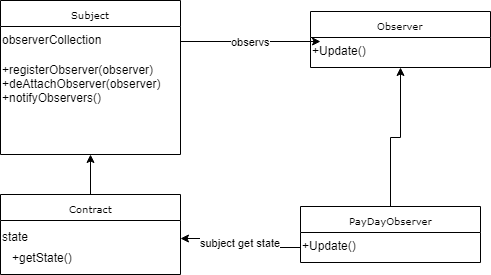 Subject
observerCollection
+registerObserver(observer)
+deAttachObserver(observer)
+notifyObservers()
observs
Observer
+Update()
Contract
state
+getState()
subject get state
PayDayObserver
+Update()